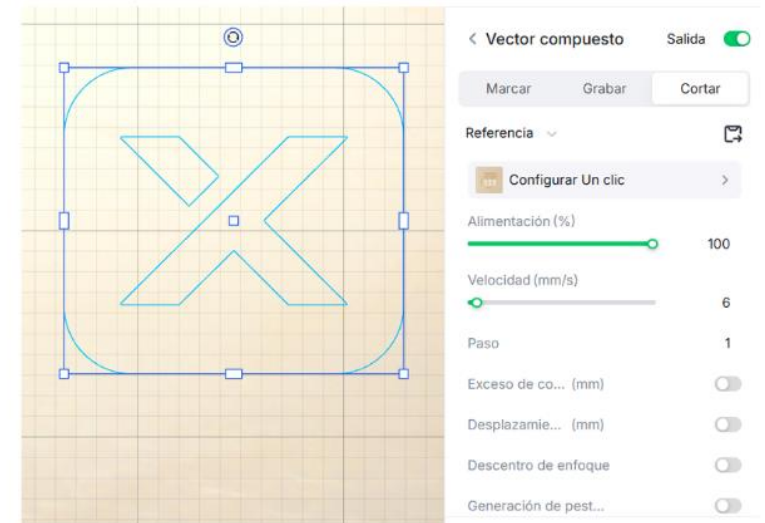 Vector compuesto Salida
Marcar Grabar Cortar
Referencia
Configurar Un clic
Alimentación (%)
100
Velocidad (mm/s)
6
Paso 1
Exceso de co... (mm)
Desplazamie... (mm)
Descentro de enfoque
Generación de pest...